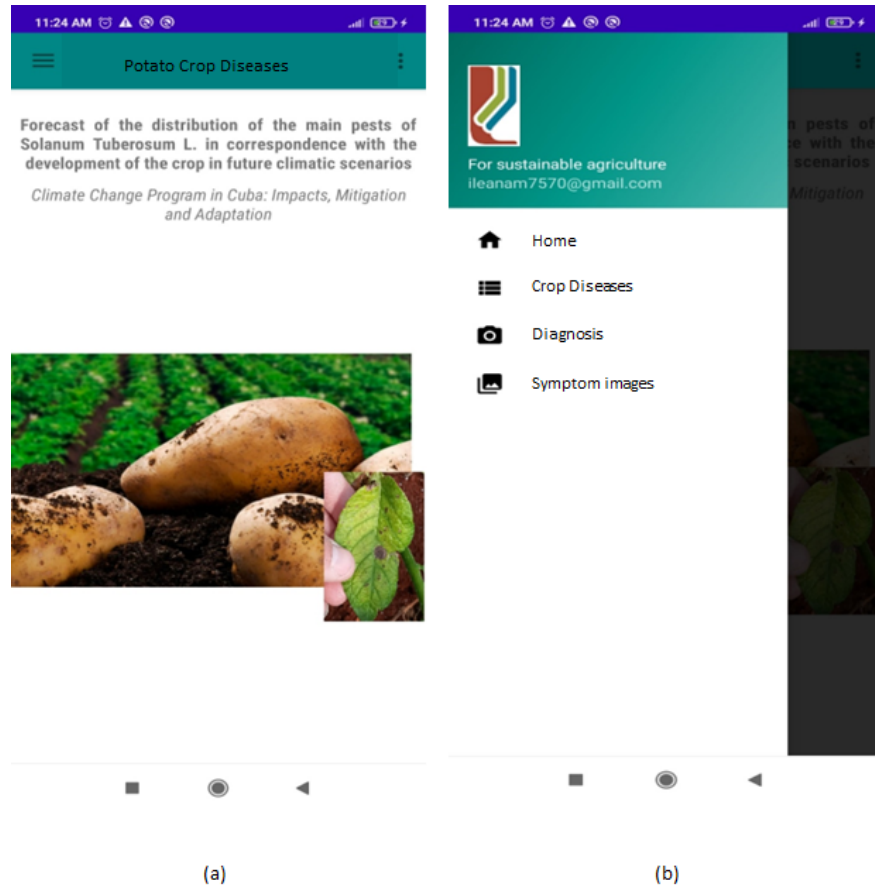 11:24 AM
Potato Crop Diseases
Forecast of the distribution of the main pests of
Solanum Tuberosum L. in correspondence with the
development of the crop in future climatic scenarios
Climate Change Program in Cuba: Impacts, Mitigation
and Adaptation
(a)
11:24 AM
For sustainable agriculture
ileanam7570@gmail.com
n pests of
ce with the
scenarios
Mitigation
Home
Crop Diseases
Diagnosis
Symptom images
(b)